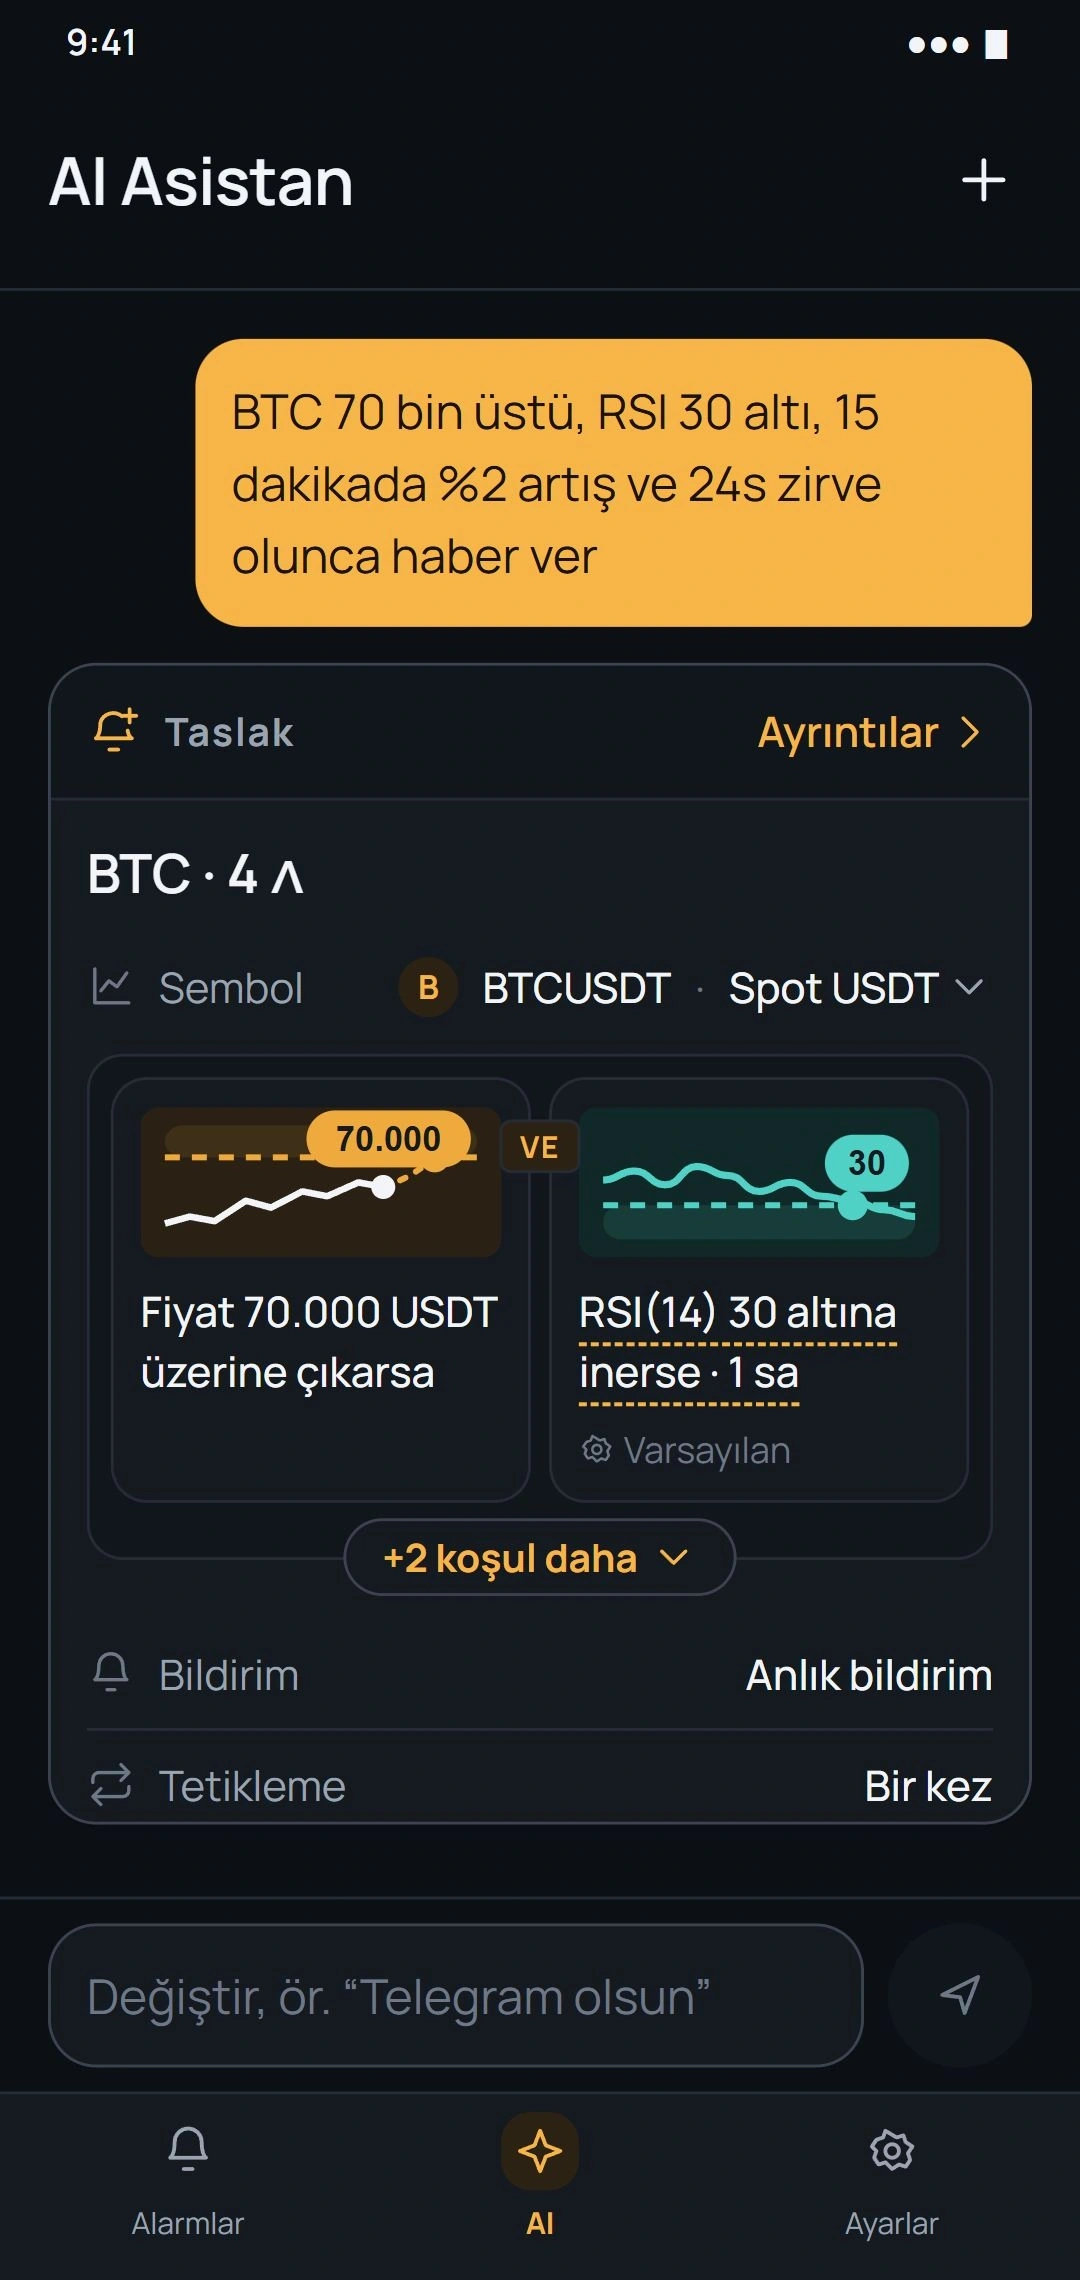 9:41
AI Asistan
BTC 70 bin üstü, RSI 30 altı, 15
dakikada %2 artış ve 24s zirve
olunca haber ver
Taslak
Ayrıntılar
BTC · 4 ∧
Sembol
B BTCUSDT · Spot USDT
70.000
VE
30
Fiyat 70.000 USDT
üzerine çıkarsa
RSI(14) 30 altına
inerse · 1 sa
Varsayılan
+2 koşul daha
Bildirim
Anlık bildirim
Tetikleme
Bir kez
Değiştir, ör. “Telegram olsun”
Alarmlar
AI
Ayarlar